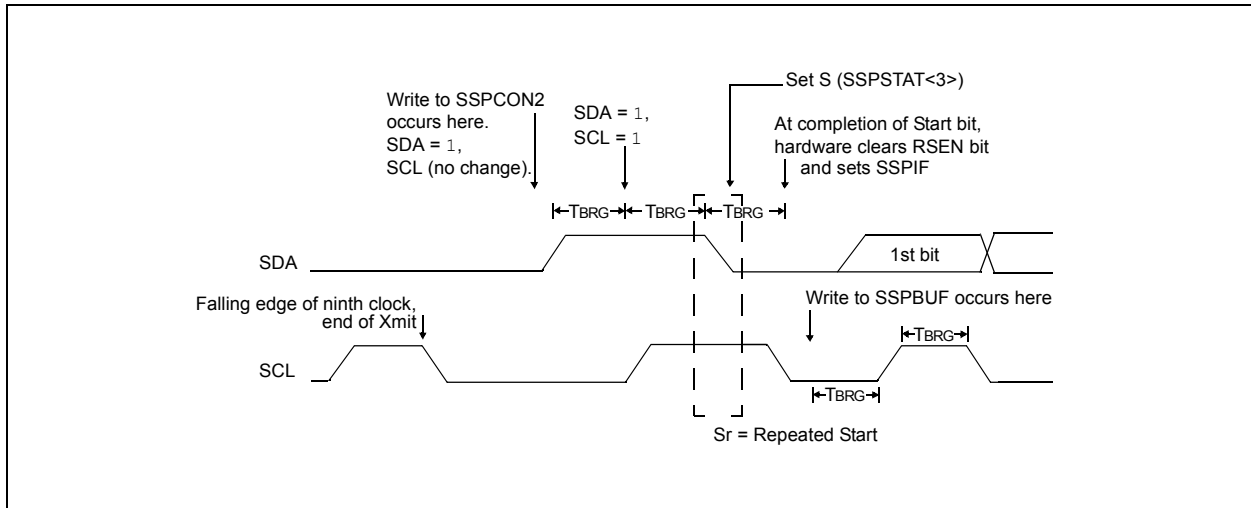 Set S (SSPSTAT<3>)
Write to SSPCON2
occurs here.
SDA = 1,
SCL (no change).
SDA = 1,
SCL = 1
At completion of Start bit,
hardware clears RSEN bit
and sets SSPIF
TBRG
TBRG
TBRG
SDA
1st bit
Falling edge of ninth clock,
end of Xmit
Write to SSPBUF occurs here
TBRG
SCL
TBRG
Sr = Repeated Start